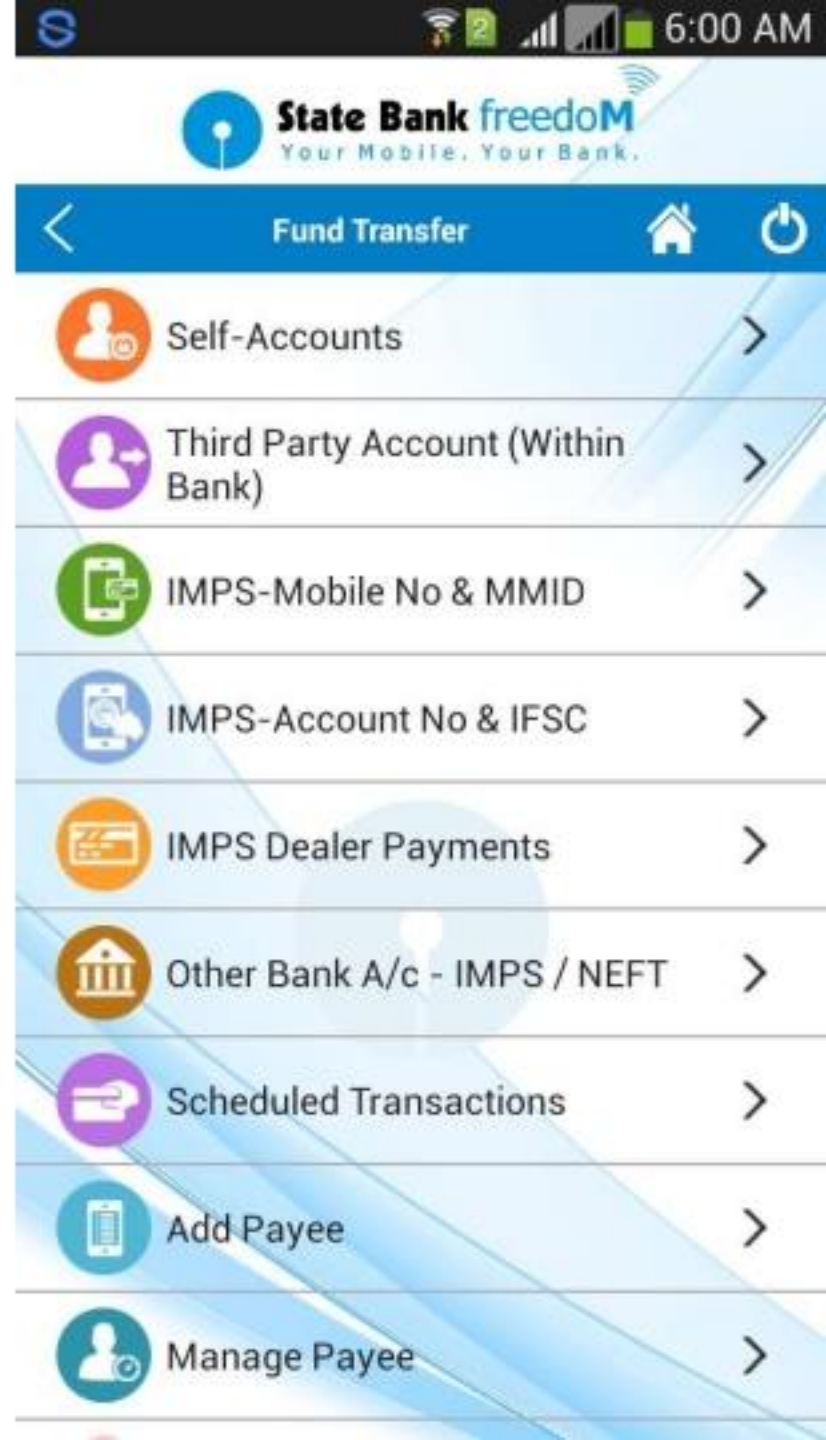 2 6:00 AM
State Bank freedoM
Your Mobile. Your Bank.
Fund Transfer
Self-Accounts
Third Party Account (Within
Bank)
IMPS-Mobile No & MMID
IMPS-Account No & IFSC
IMPS Dealer Payments
Other Bank A/c - IMPS / NEFT
Scheduled Transactions
Add Payee
Manage Payee